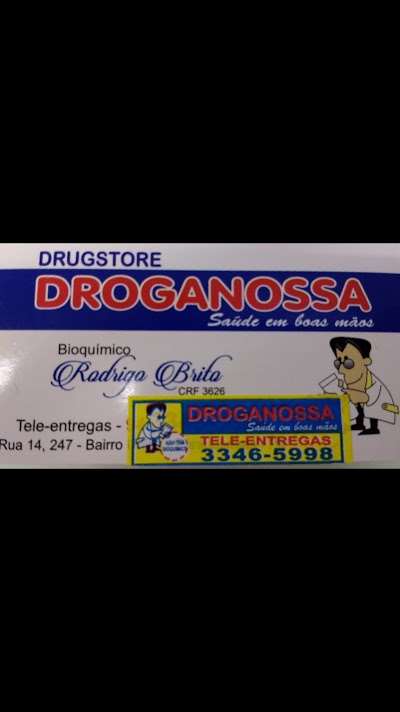 DRUGSTORE
DROGANOSSA
Saúde em boas mãos
Bioquímico
Rodrigo Brito
CRF 3626
Tele-entregas -
Rua 14, 247 - Bairro
DROGANOSSA
Saúde em boas mãos
TELE-ENTREGAS
3346-5998